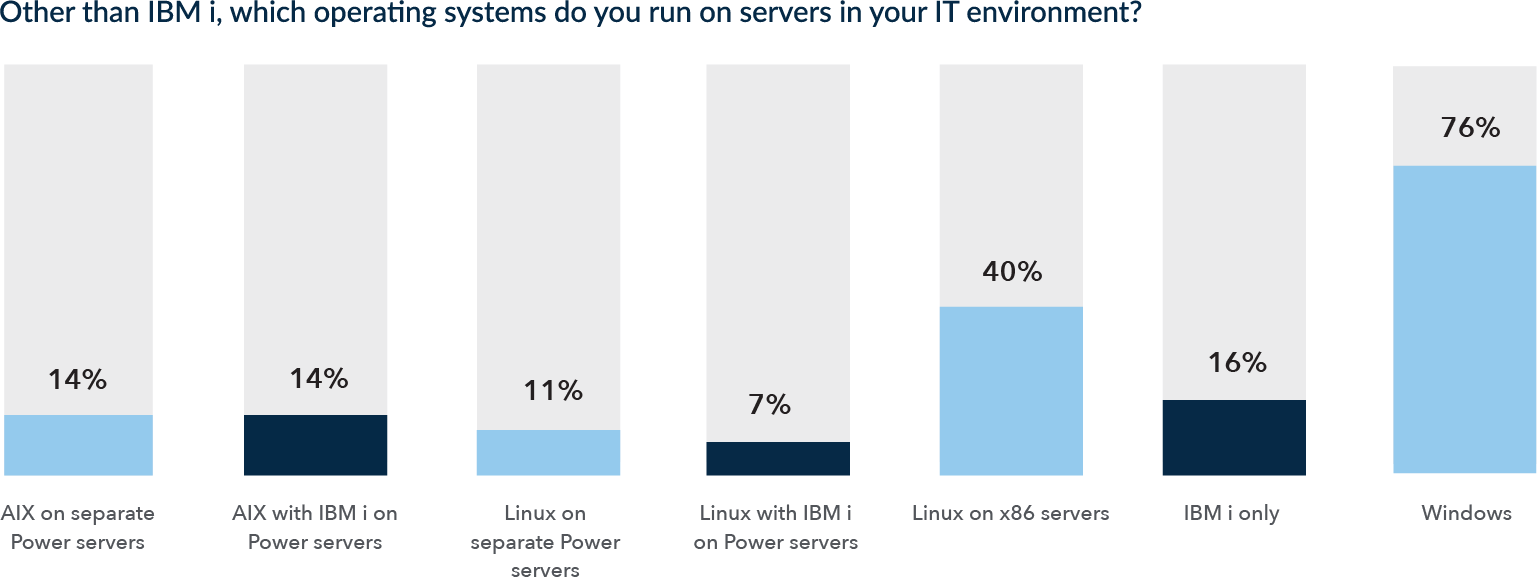 Other than IBM i, which operating systems do you run on servers in your IT environment?
14%
14%
11%
7%
40%
16%
76%
AIX on separate
Power servers
AIX with IBM i on
Power servers
Linux on
separate Power
servers
Linux with IBM i
on Power servers
Linux on x86 servers
IBM i only
Windows